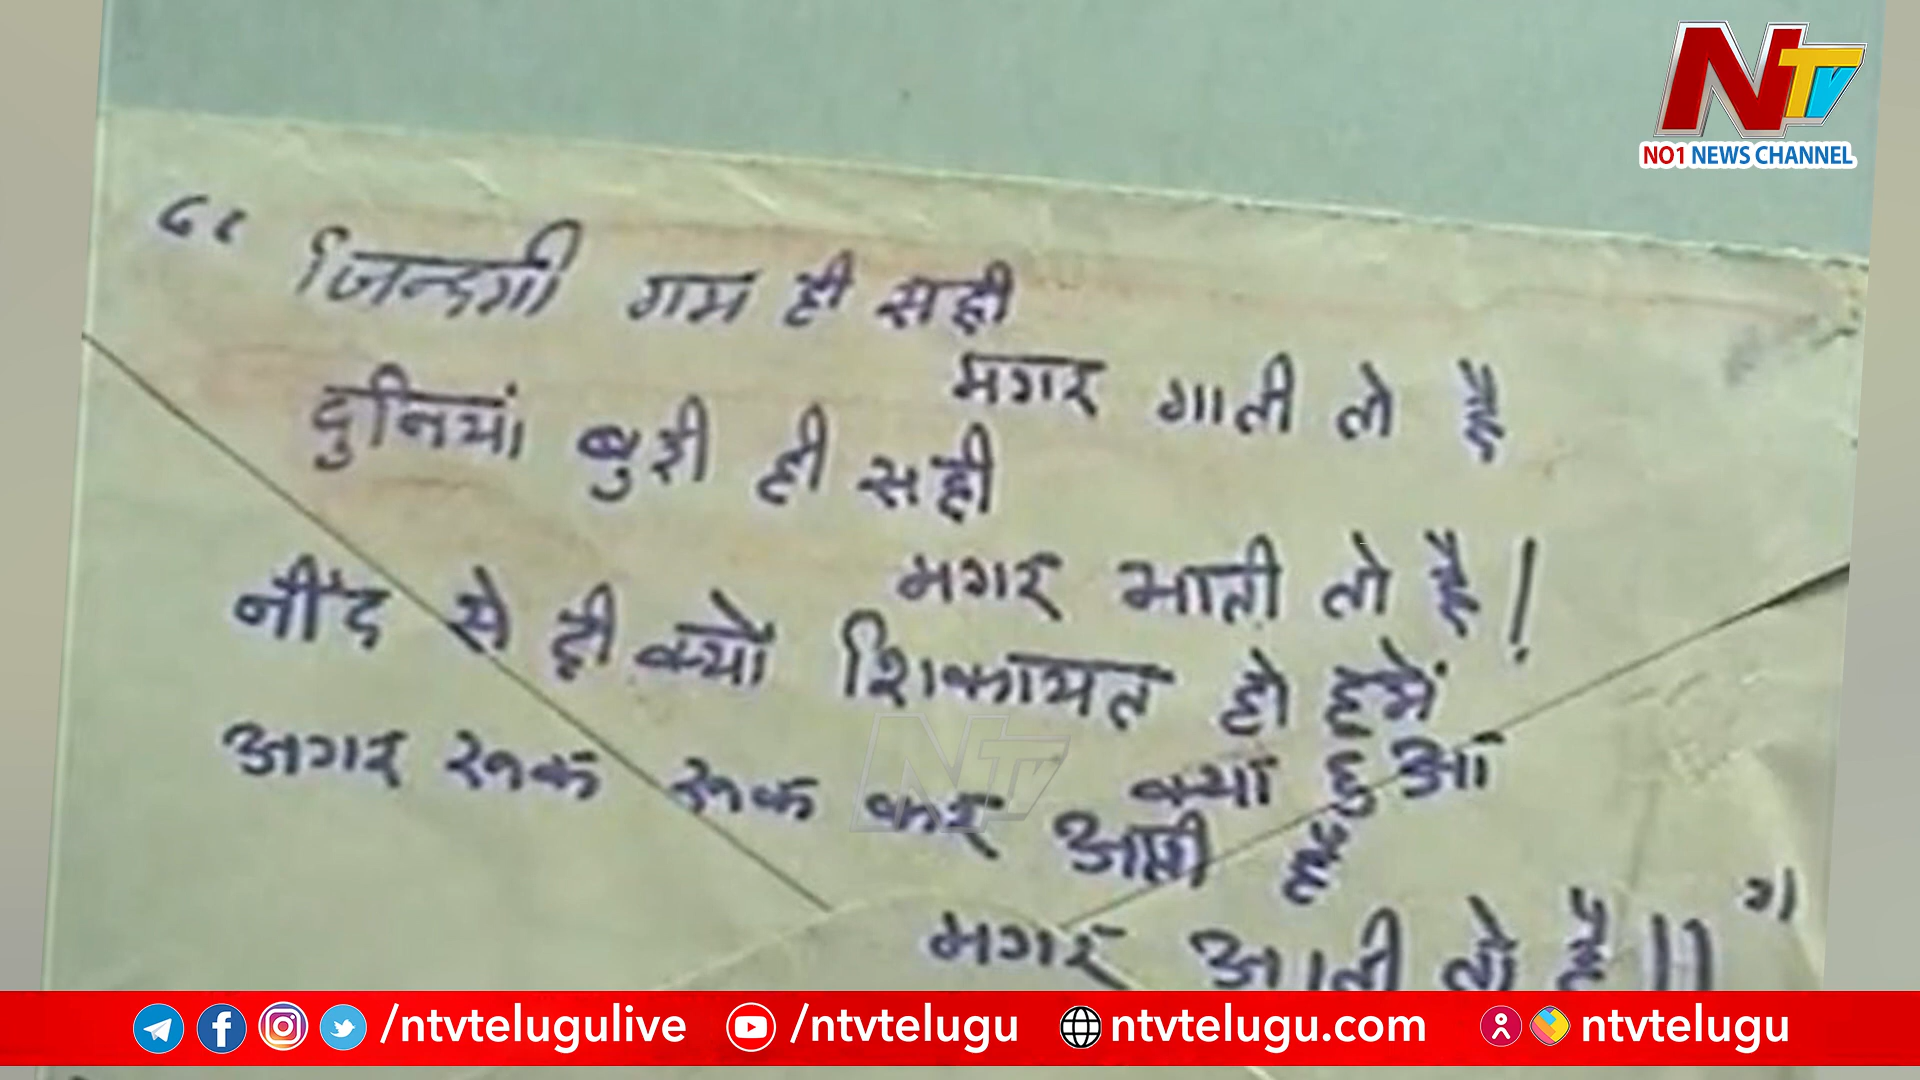 NTV
NO1 NEWS CHANNEL
“ जिन्दगी गम ही सही
मगर गाती तो है
दुनियां बुरी ही सही
मगर भाती तो है!
नींद से ही क्यो शिकायत हो हमें
क्या हुआ
अगर रूक रूक कर आती है
मगर आती तो है॥ ”
NTV
/ntvtelugulive /ntvtelugu ntvtelugu.com ntvtelugu